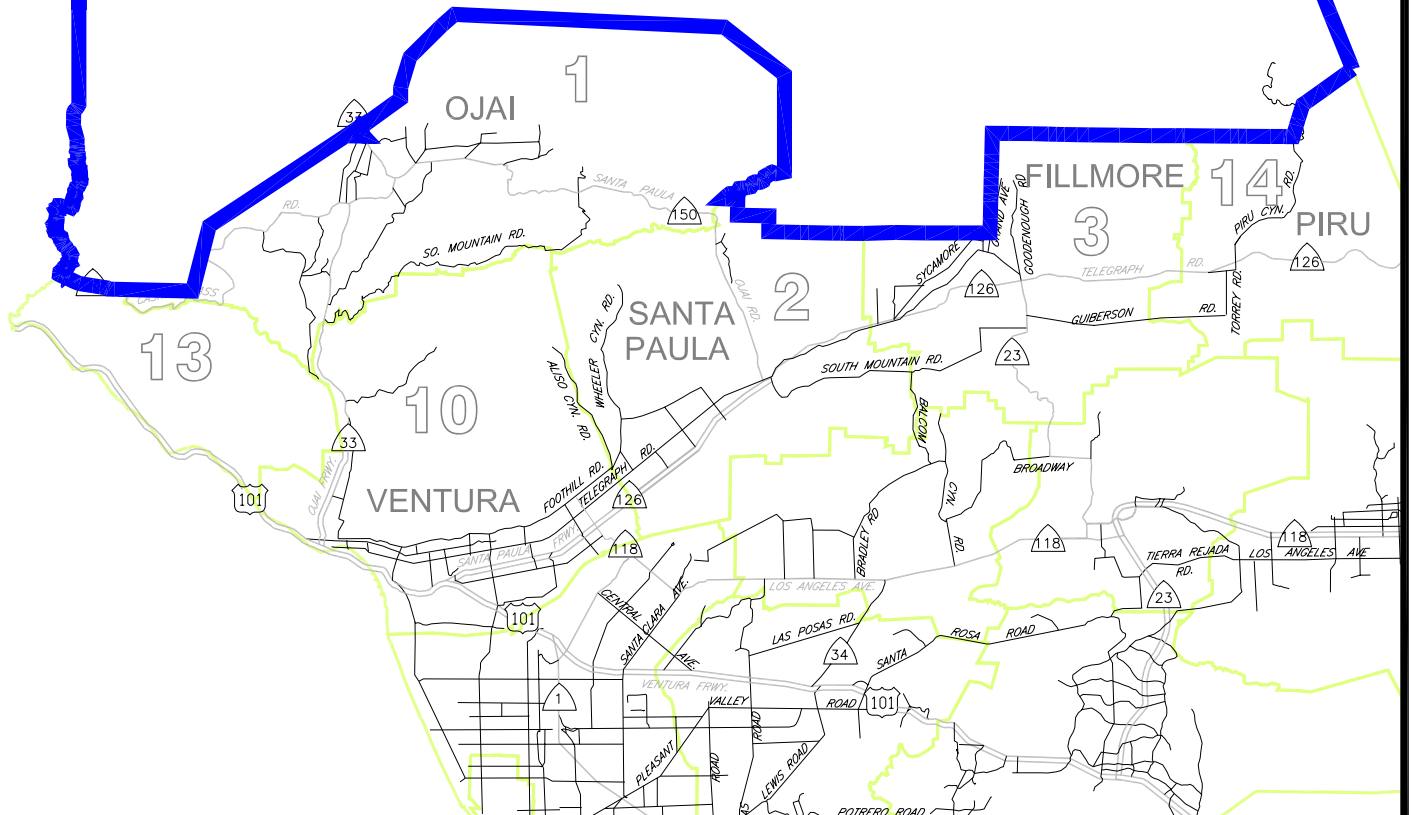 1
OJAI
33
SANTA PAULA
RD.
150
SO. MOUNTAIN RD.
FILLMORE
14
3
GRAND AVE
GOODENOUGH RD
PIRU CYN. RD.
PIRU
126
SYCAMORE
126
TELEGRAPH RD.
TORREY RD.
GUIBERSON RD.
2
OJAI RD.
SANTA
PAULA
13
10
VENTURA
WHEELER CYN. RD.
ALISO CYN. RD.
SOUTH MOUNTAIN RD.
23
BALCOM CYN. RD.
BROADWAY
33
OJAI FRWY.
101
FOOTHILL RD.
TELEGRAPH RD.
126
SANTA PAULA FRWY.
118
BRADLEY RD
118
118
TIERRA REJADA
RD.
LOS ANGELES AVE
23
LOS ANGELES AVE.
CENTRAL AVE.
SANTA CLARA AVE.
101
LAS POSAS RD.
34
SANTA ROSA ROAD
VENTURA FRWY.
1
VALLEY ROAD
101
PLEASANT
ROAD
ROAD
LEWIS ROAD
POTRERO ROAD